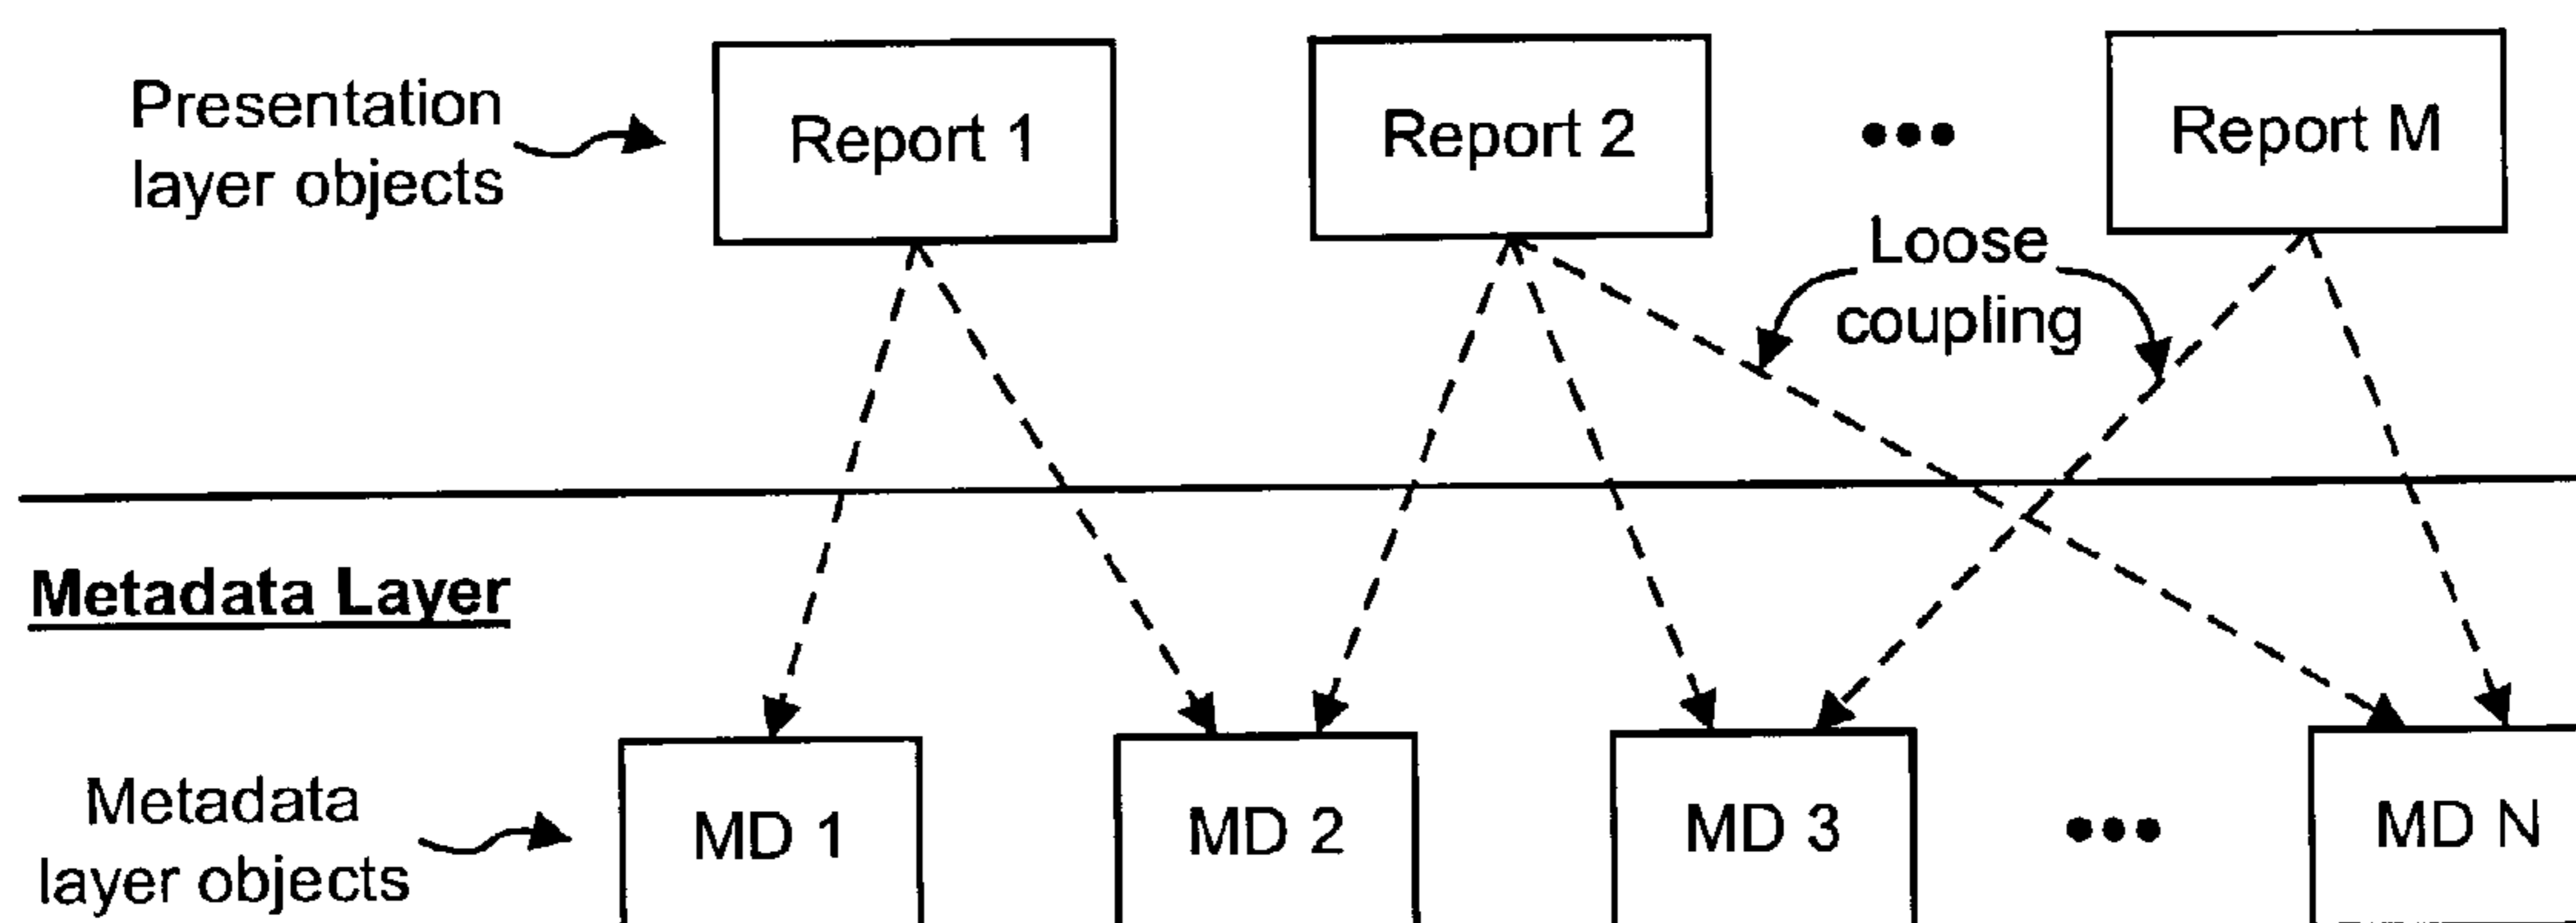 Presentation
layer objects
Report 1
Report 2
•••
Report M
Loose
coupling
Metadata Layer
Metadata
layer objects
MD 1
MD 2
MD 3
•••
MD N